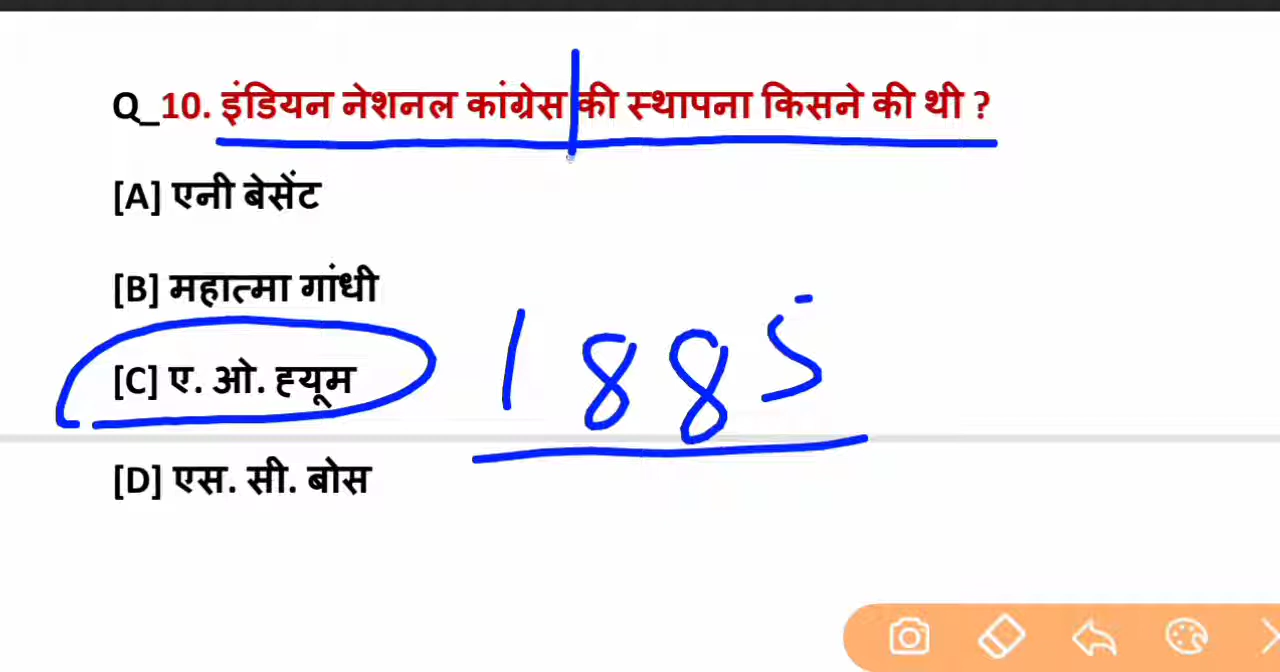 Q_10. इंडियन नेशनल कांग्रेस की स्थापना किसने की थी ?
[A] एनी बेसेंट
[B] महात्मा गांधी
[C] ए. ओ. ह्यूम
1885
[D] एस. सी. बोस